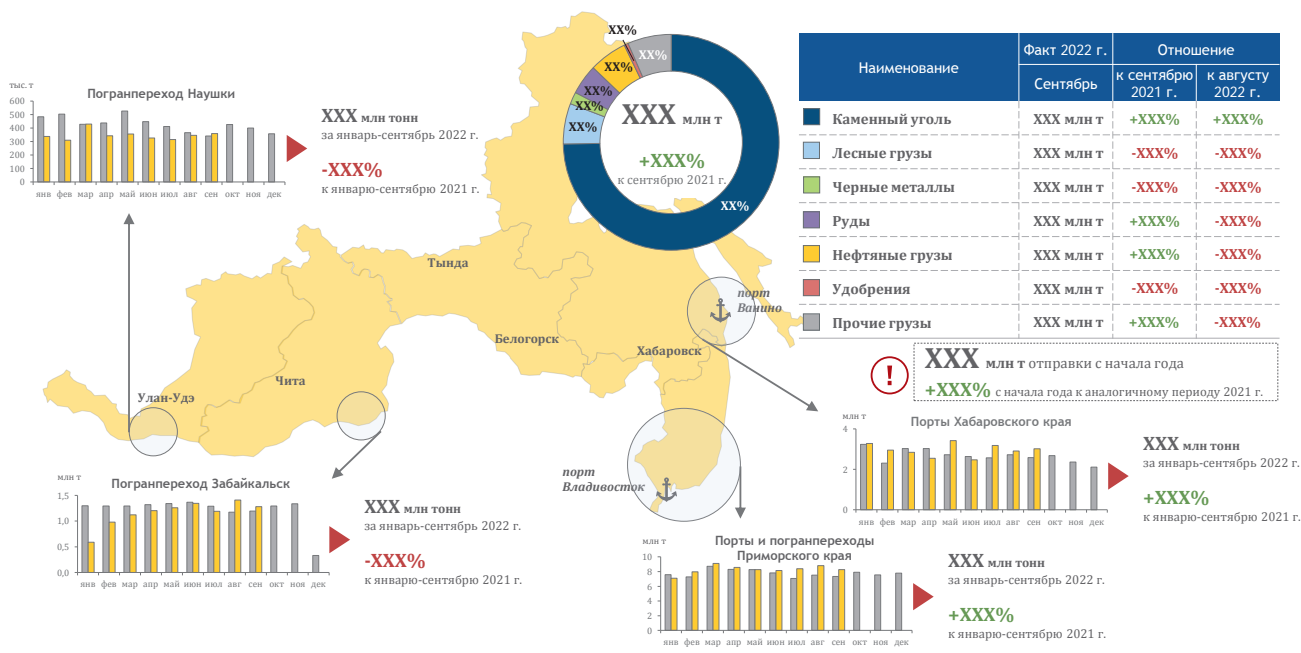 тыс. т
Погранпереход Наушки
600
500
400
300
200
100
0
янв фев мар апр май июн июл авг сен окт ноя дек
XXX млн тонн
за январь-сентябрь 2022 г.
-XXX%
к январю-сентябрю 2021 г.
XX%
XX%
XX%
XX%
XX%
XX%
XX%
XXX млн т
+XXX%
к сентябрю 2021 г.
Наименование
Факт 2022 г.
Отношение
Сентябрь
к сентябрю
2021 г.
к августу
2022 г.
Каменный уголь XXX млн т +XXX% +XXX%
Лесные грузы XXX млн т -XXX% -XXX%
Черные металлы XXX млн т -XXX% -XXX%
Руды XXX млн т +XXX% -XXX%
Нефтяные грузы XXX млн т +XXX% -XXX%
Удобрения XXX млн т -XXX% -XXX%
Прочие грузы XXX млн т +XXX% -XXX%
!
XXX млн т отправки с начала года
+XXX% с начала года к аналогичному периоду 2021 г.
Тында
порт
Ванино
Белогорск
Хабаровск
Чита
Улан-Удэ
порт
Владивосток
млн т
Порты Хабаровского края
4
2
0
янв фев мар апр май июн июл авг сен окт ноя дек
XXX млн тонн
за январь-сентябрь 2022 г.
+XXX%
к январю-сентябрю 2021 г.
млн т
Погранпереход Забайкальск
1,5
1,0
0,5
0,0
янв фев мар апр май июн июл авг сен окт ноя дек
XXX млн тонн
за январь-сентябрь 2022 г.
-XXX%
к январю-сентябрю 2021 г.
млн т
Порты и погранпереходы
Приморского края
10
8
6
4
2
0
янв фев мар апр май июн июл авг сен окт ноя дек
XXX млн тонн
за январь-сентябрь 2022 г.
+XXX%
к январю-сентябрю 2021 г.